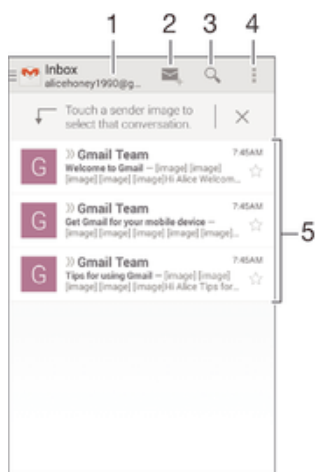 1 2 3 4
Inbox
alicehoney1990@g...
Touch a sender image to
select that conversation.
G
» Gmail Team 7:45AM
Welcome to Gmail – [image] [image]
[image] [image] [image]Hi Alice Welcom...
G
» Gmail Team 7:45AM
Get Gmail for your mobile device –
[image] [image] [image] [image] [image]...
G
» Gmail Team 7:45AM
Tips for using Gmail – [image] [image]
[image] [image] [image]Hi Alice Tips for...
5